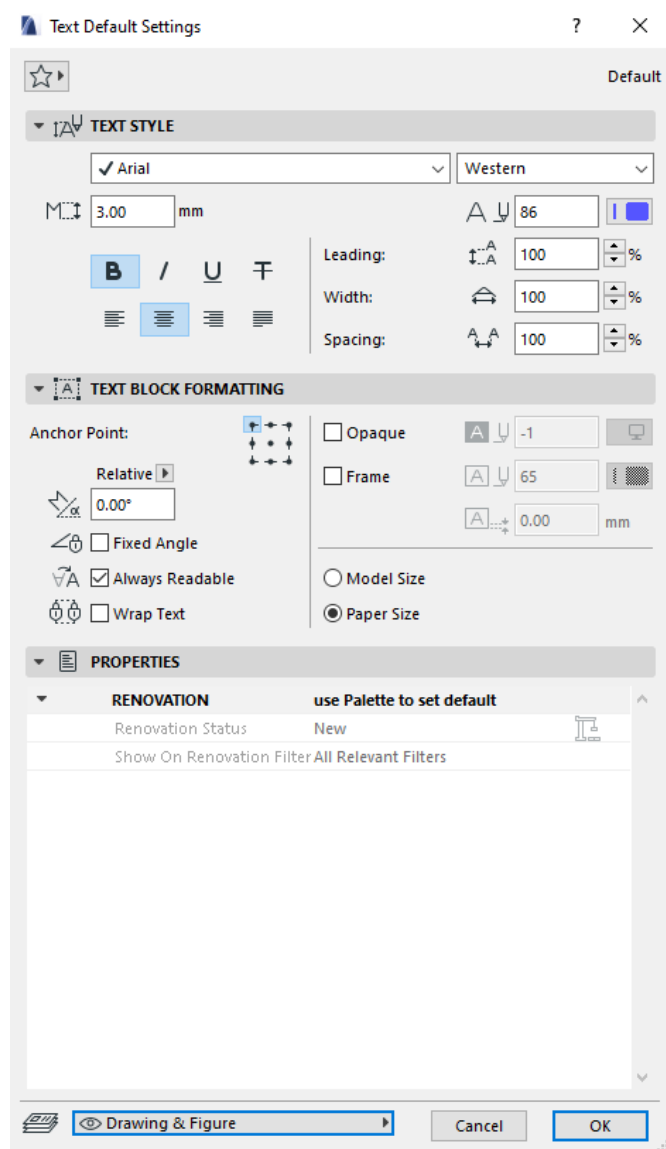 Text Default Settings ?
Default
TEXT STYLE
Arial Western
3.00 mm 86
B I U T
Leading: 100 %
Width: 100 %
Spacing: 100 %
TEXT BLOCK FORMATTING
Anchor Point:
Opaque -1
Relative
Frame 65
0.00°
0.00 mm
Fixed Angle
Always Readable
Model Size
Wrap Text
Paper Size
PROPERTIES
RENOVATION use Palette to set default
Renovation Status New
Show On Renovation Filter All Relevant Filters
Drawing & Figure Cancel OK